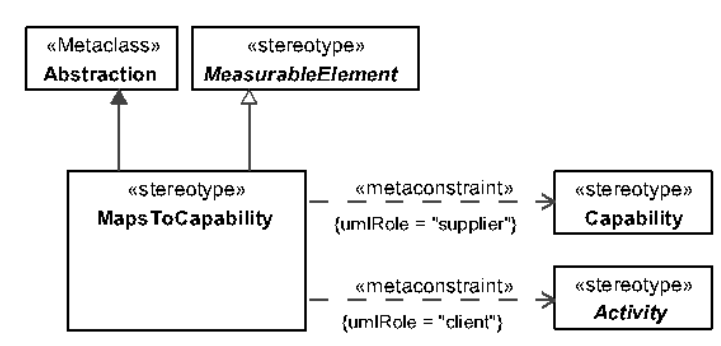 «Metaclass»
Abstraction
«stereotype»
MeasurableElement
«stereotype»
MapsToCapability
«metaconstraint»
{umlRole = "supplier"}
«stereotype»
Capability
«metaconstraint»
{umlRole = "client"}
«stereotype»
Activity